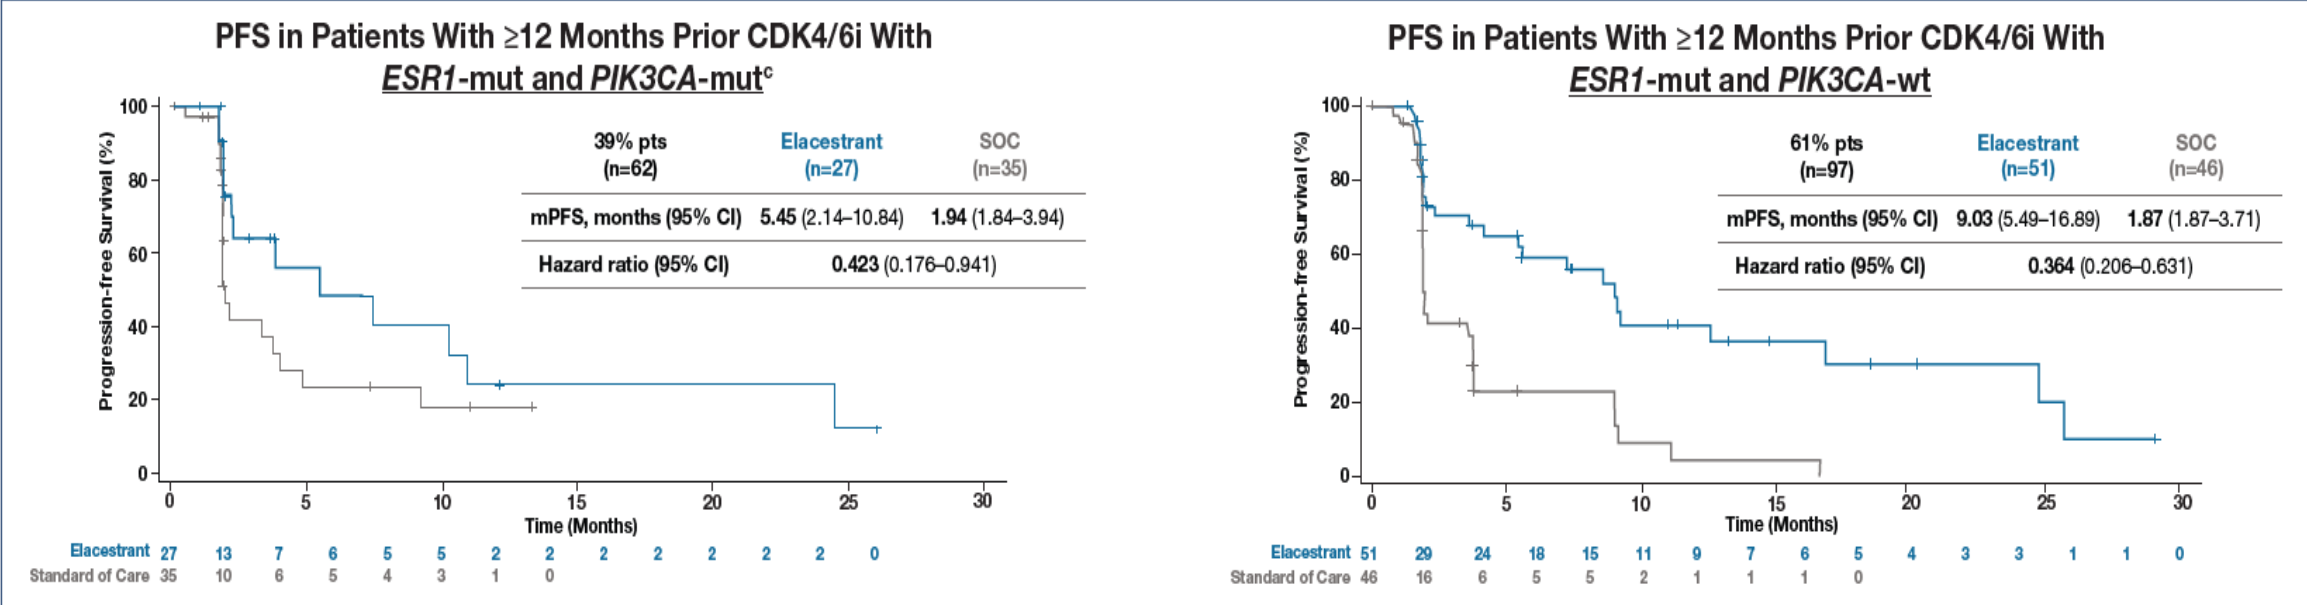 PFS in Patients With ≥12 Months Prior CDK4/6i With
ESR1-mut and PIK3CA-mutᶜ
39% pts Elacestrant SOC
(n=62) (n=27) (n=35)
mPFS, months (95% CI) 5.45 (2.14–10.84) 1.94 (1.84–3.94)
Hazard ratio (95% CI) 0.423 (0.176–0.941)
Progression-free Survival (%)
100
80
60
40
20
0
0 5 10 15 20 25 30
Time (Months)
Elacestrant 27 13 7 6 5 5 2 2 2 2 2 2 2 0
Standard of Care 35 10 6 5 4 3 1 0
PFS in Patients With ≥12 Months Prior CDK4/6i With
ESR1-mut and PIK3CA-wt
61% pts Elacestrant SOC
(n=97) (n=51) (n=46)
mPFS, months (95% CI) 9.03 (5.49–16.89) 1.87 (1.87–3.71)
Hazard ratio (95% CI) 0.364 (0.206–0.631)
Progression-free Survival (%)
100
80
60
40
20
0
0 5 10 15 20 25 30
Time (Months)
Elacestrant 51 29 24 18 15 11 9 7 6 5 4 3 3 1 1 0
Standard of Care 46 16 6 5 5 2 1 1 1 0